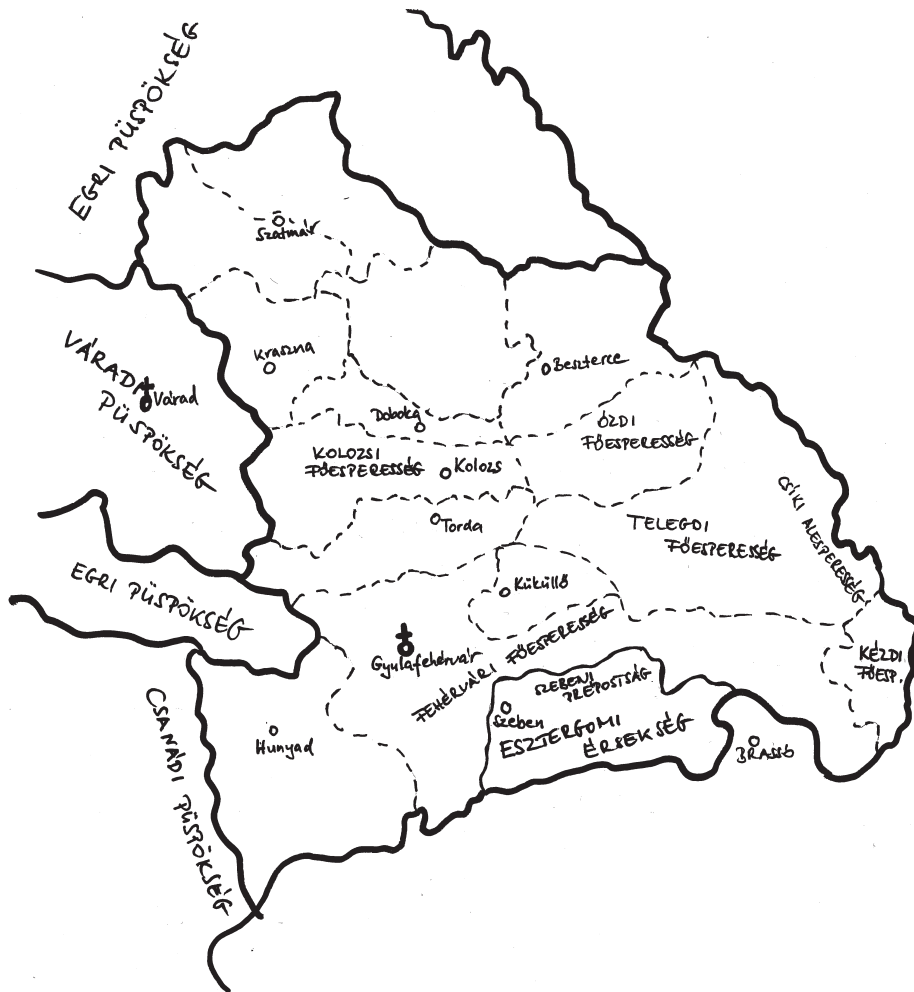 EGRI PÜSPÖKSÉG
Szatmár
Kraszna
Beszterce
VÁRADI
PÜSPÖKSÉG
Várad
Doboka
ÓZDI
FŐESPERESSÉG
KOLOZSI
FŐESPERESSÉG
Kolozs
CSÍKI ALESPERESSÉG
Torda
TELEGDI
FŐESPERESSÉG
EGRI PÜSPÖKSÉG
Küküllő
Gyulafehérvár
FEHÉRVÁRI FŐESPERESSÉG
KÉZDI
FŐESP.
SZEBENI
PRÉPOSTSÁG
Szeben
ESZTERGOMI
ÉRSEKSÉG
CSANÁDI PÜSPÖKSÉG
Hunyad
BRASSÓ